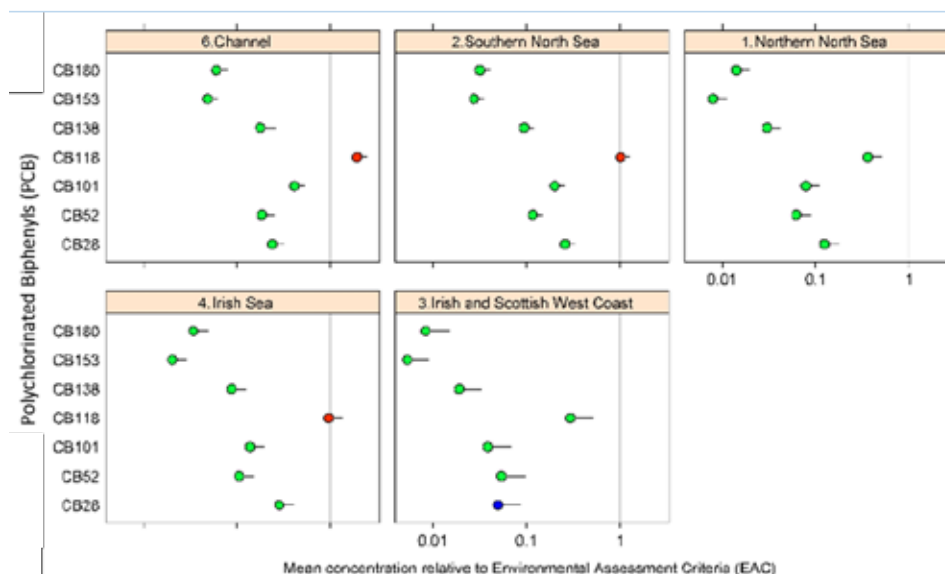 6.Channel
2.Southern North Sea
1.Northern North Sea
CB180
CB153
CB138
CB118
CB101
CB52
CB28
0.01
0.1
1
4.Irish Sea
3.Irish and Scottish West Coast
CB180
CB153
CB138
CB118
CB101
CB52
CB28
0.01
0.1
1
Polychlorinated Biphenyls (PCB)
Mean concentration relative to Environmental Assessment Criteria (EAC)